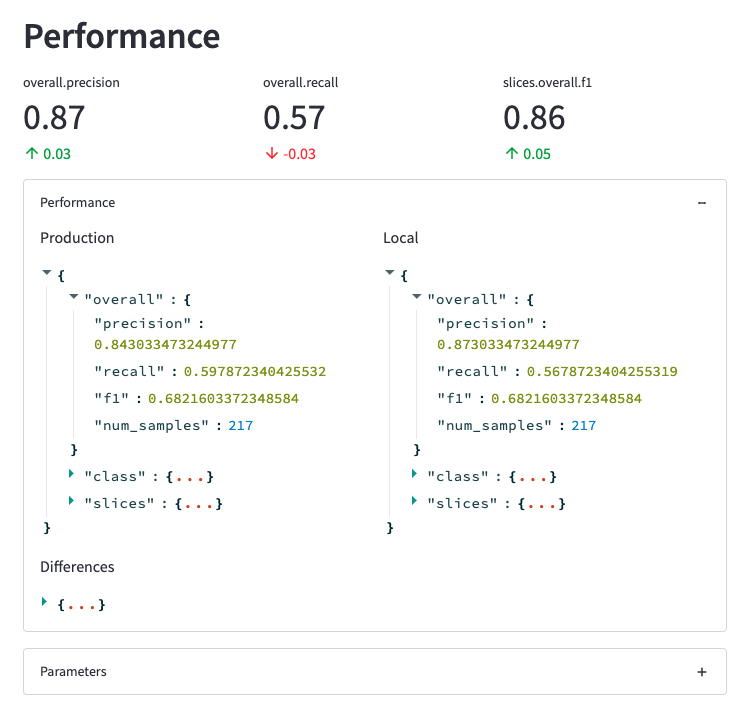 Performance
overall.precision
0.87
↑ 0.03
overall.recall
0.57
↓ -0.03
slices.overall.f1
0.86
↑ 0.05
Performance
Production
{
"overall" : {
"precision" :
0.843033473244977
"recall" : 0.597872340425532
"f1" : 0.6821603372348584
"num_samples" : 217
}
"class" : {...}
"slices" : {...}
}
Local
{
"overall" : {
"precision" :
0.873033473244977
"recall" : 0.5678723404255319
"f1" : 0.6821603372348584
"num_samples" : 217
}
"class" : {...}
"slices" : {...}
}
Differences
{...}
Parameters